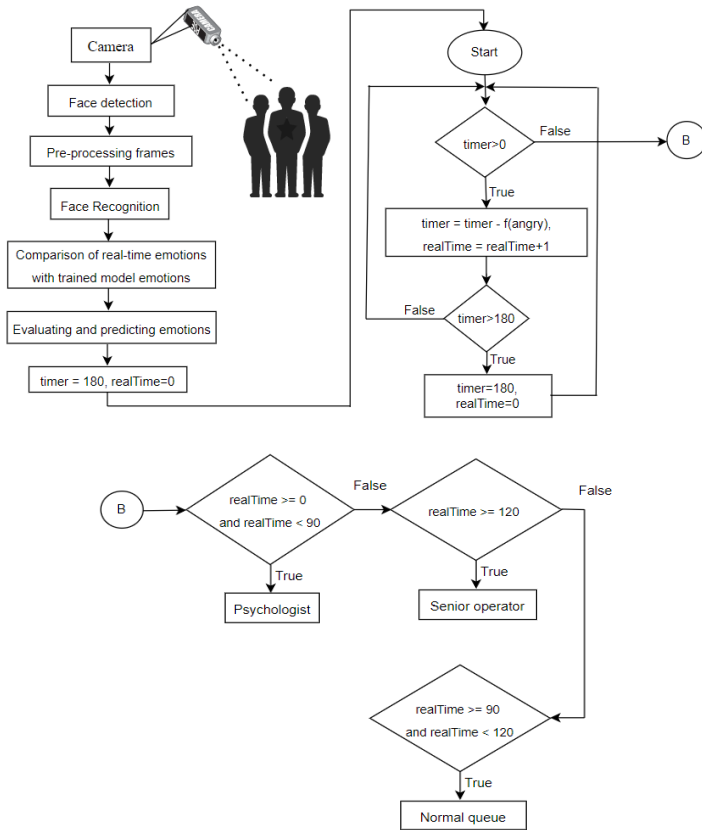 Camera
Face detection
Pre-processing frames
Face Recognition
Comparison of real-time emotions
with trained model emotions
Evaluating and predicting emotions
timer = 180, realTime=0
Start
timer>0
False
B
True
timer = timer - f(angry),
realTime = realTime+1
False
timer>180
True
timer=180,
realTime=0
B
realTime >= 0
and realTime < 90
False
True
Psychologist
realTime >= 120
False
True
Senior operator
realTime >= 90
and realTime < 120
True
Normal queue